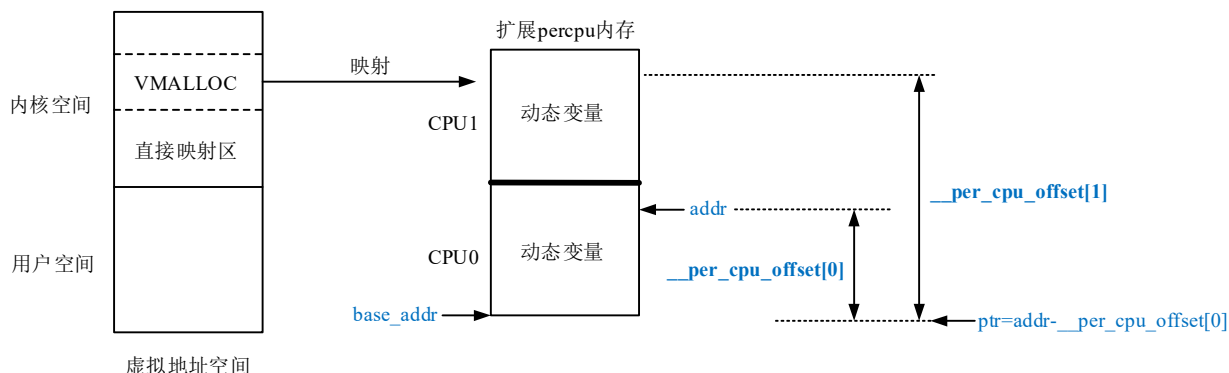 扩展percpu内存
VMALLOC
映射
内核空间
动态变量
CPU1
直接映射区
__per_cpu_offset[1]
addr
用户空间
CPU0
动态变量
__per_cpu_offset[0]
base_addr
ptr=addr-__per_cpu_offset[0]
虚拟地址空间